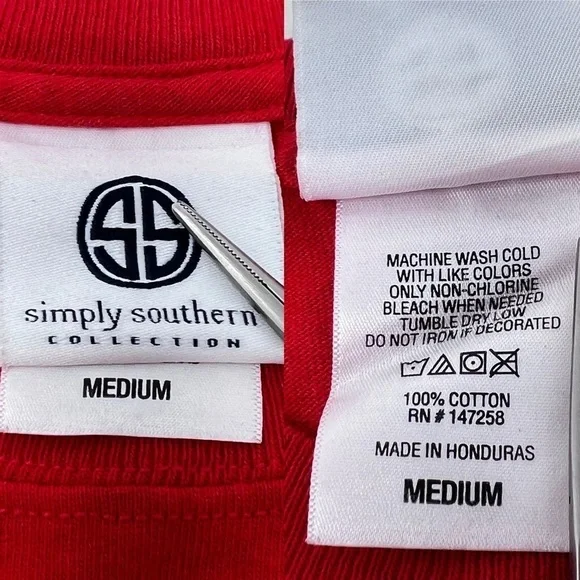 SS
simply southern
COLLECTION
MEDIUM
MACHINE WASH COLD
WITH LIKE COLORS
ONLY NON-CHLORINE
BLEACH WHEN NEEDED
TUMBLE DRY LOW
DO NOT IRON IF DECORATED
100% COTTON
RN # 147258
MADE IN HONDURAS
MEDIUM